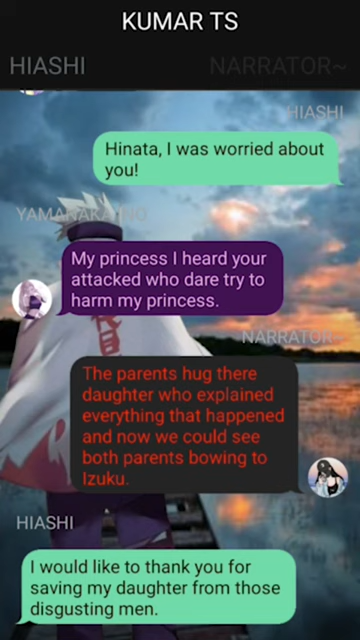 KUMAR TS
HIASHI
NARRATOR~
HIASHI
Hinata, I was worried about
you!
YAMANAKA INO
My princess I heard your
attacked who dare try to
harm my princess.
NARRATOR~
The parents hug there
daughter who explained
everything that happened
and now we could see
both parents bowing to
Izuku.
HIASHI
I would like to thank you for
saving my daughter from those
disgusting men.